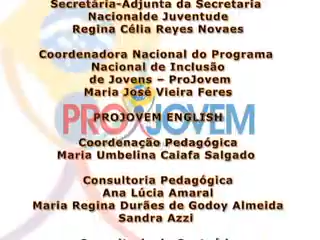 Secretária-Adjunta da Secretaria
Nacionalde Juventude
Regina Célia Reyes Novaes
Coordenadora Nacional do Programa
Nacional de Inclusão
de Jovens – ProJovem
Maria José Vieira Feres
PROJOVEM ENGLISH
PROJOVEM
Coordenação Pedagógica
Maria Umbelina Caiafa Salgado
Consultoria Pedagógica
Ana Lúcia Amaral
Maria Regina Durães de Godoy Almeida
Sandra Azzi